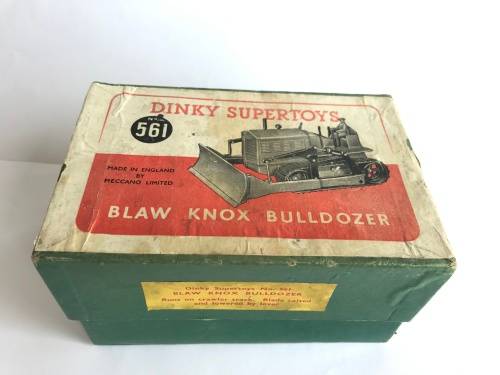 DINKY SUPERTOYS
No.
561
MADE IN ENGLAND
BY
MECCANO LIMITED
BLAW KNOX BULLDOZER
Dinky Supertoys No. 561
BLAW KNOX BULLDOZER
Runs on crawler track. Blade raised
and lowered by lever